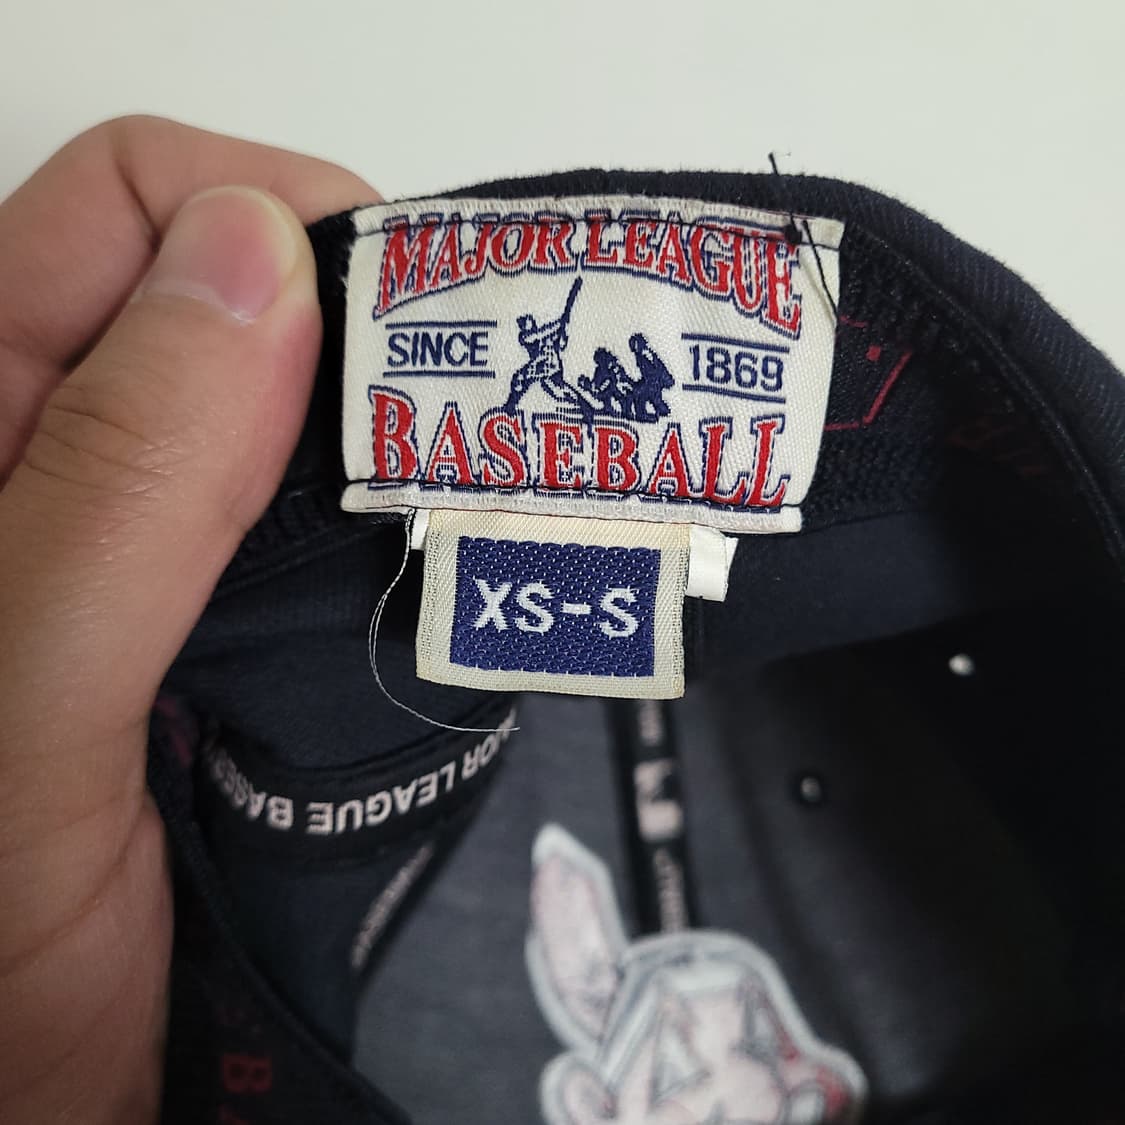 MAJOR LEAGUE
SINCE 1869
BASEBALL
XS-S
MAJOR LEAGUE BASEB